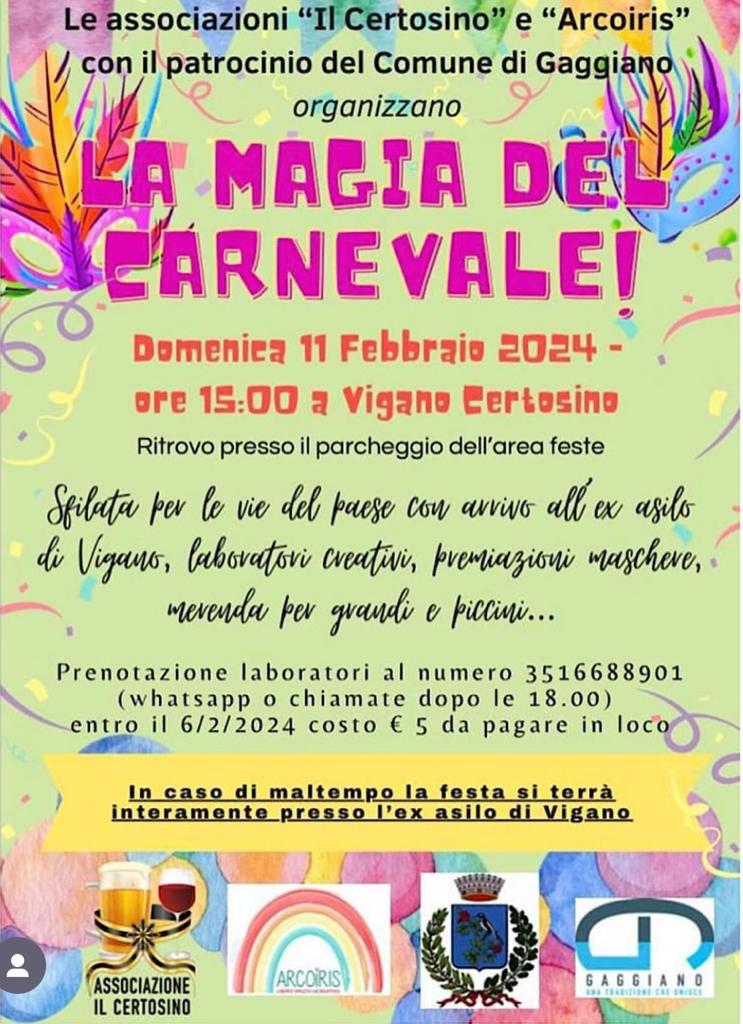 Le associazioni “Il Certosino” e “Arcoiris”
con il patrocinio del Comune di Gaggiano
organizzano
LA MAGIA DEL
CARNEVALE!
Domenica 11 Febbraio 2024 -
ore 15:00 a Vigano Certosino
Ritrovo presso il parcheggio dell'area feste
Sfilata per le vie del paese con arrivo all'ex asilo
di Vigano, laboratori creativi, premiazioni maschere,
merenda per grandi e piccini...
Prenotazione laboratori al numero 3516688901
(whatsapp o chiamate dopo le 18.00)
entro il 6/2/2024 costo € 5 da pagare in loco
In caso di maltempo la festa si terrà
interamente presso l'ex asilo di Vigano
ASSOCIAZIONE
IL CERTOSINO
ARCOÏRIS
GAGGIANO
UNA TRADIZIONE CHE UNISCE